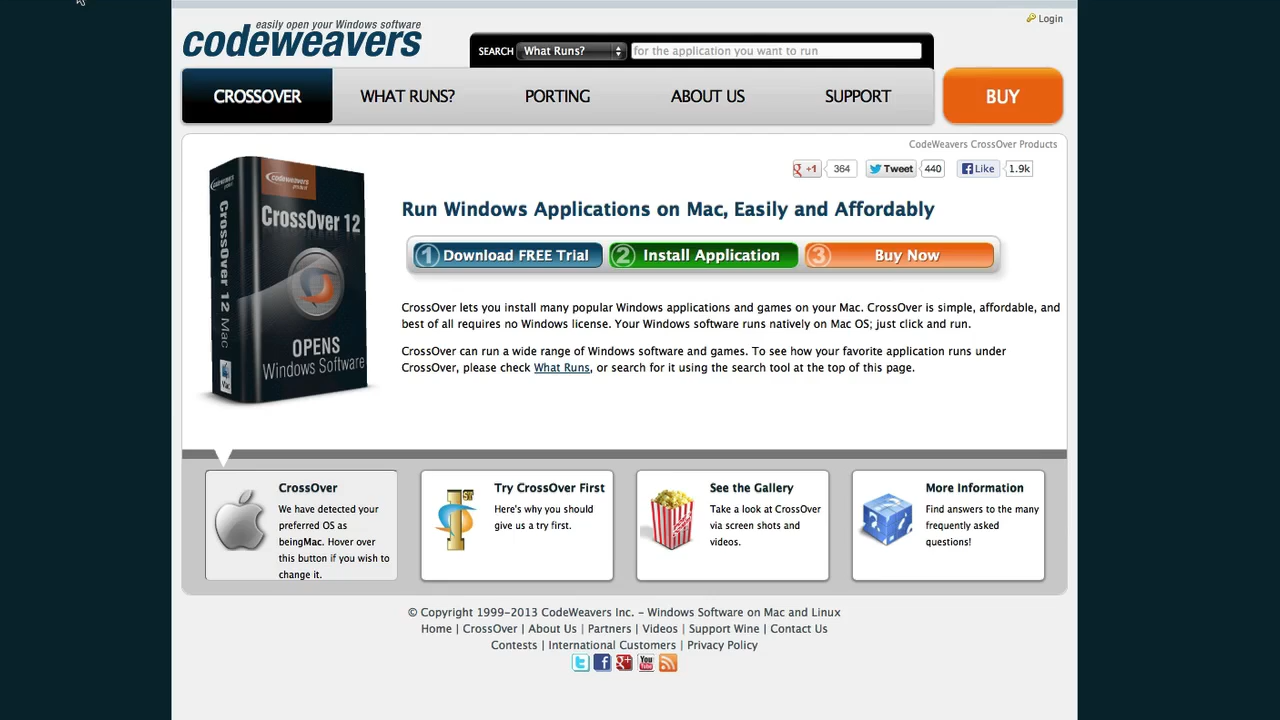 easily open your Windows software
codeweavers
Login
SEARCH What Runs? for the application you want to run
CROSSOVER WHAT RUNS? PORTING ABOUT US SUPPORT BUY
CodeWeavers CrossOver Products
+1 364 Tweet 440 Like 1.9k
codeweavers
CrossOver 12
CrossOver 12 Mac
OPENS
Windows Software
Mac
Run Windows Applications on Mac, Easily and Affordably
1 Download FREE Trial 2 Install Application 3 Buy Now
CrossOver lets you install many popular Windows applications and games on your Mac. CrossOver is simple, affordable, and
best of all requires no Windows license. Your Windows software runs natively on Mac OS; just click and run.
CrossOver can run a wide range of Windows software and games. To see how your favorite application runs under
CrossOver, please check What Runs, or search for it using the search tool at the top of this page.
CrossOver
We have detected your
preferred OS as
beingMac. Hover over
this button if you wish to
change it.
1ST
Try CrossOver First
Here's why you should
give us a try first.
See the Gallery
Take a look at CrossOver
via screen shots and
videos.
More Information
Find answers to the many
frequently asked
questions!
© Copyright 1999-2013 CodeWeavers Inc. - Windows Software on Mac and Linux
Home | CrossOver | About Us | Partners | Videos | Support Wine | Contact Us
Contests | International Customers | Privacy Policy
You Tube